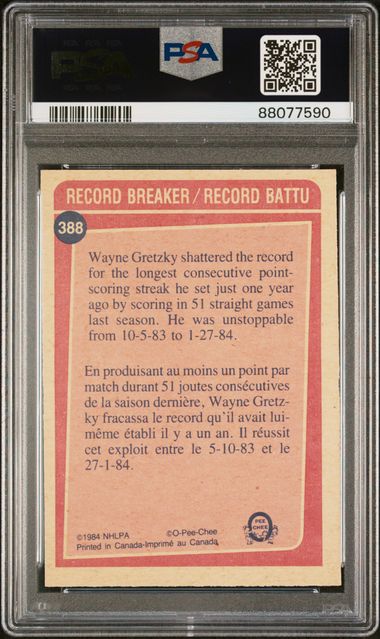 PSA
PSA
88077590
RECORD BREAKER / RECORD BATTU
388
Wayne Gretzky shattered the record
for the longest consecutive point-
scoring streak he set just one year
ago by scoring in 51 straight games
last season. He was unstoppable
from 10-5-83 to 1-27-84.
En produisant au moins un point par
match durant 51 joutes consécutives
de la saison dernière, Wayne Gretz-
ky fracassa le record qu'il avait lui-
même établi il y a un an. Il réussit
cet exploit entre le 5-10-83 et le
27-1-84.
©1984 NHLPA ©O-Pee-Chee
Printed in Canada-Imprimé au Canada
O
PEE
CHEE